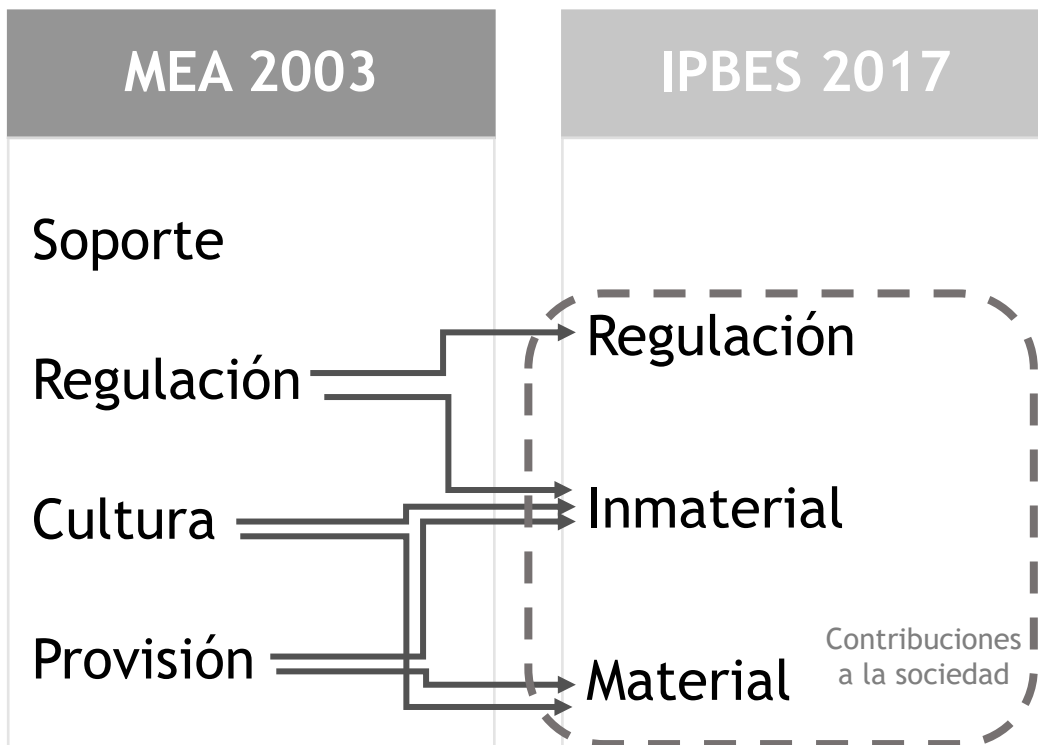 MEA 2003
IPBES 2017
Soporte
Regulación
Cultura
Provisión
Regulación
Inmaterial
Material
Contribuciones
a la sociedad